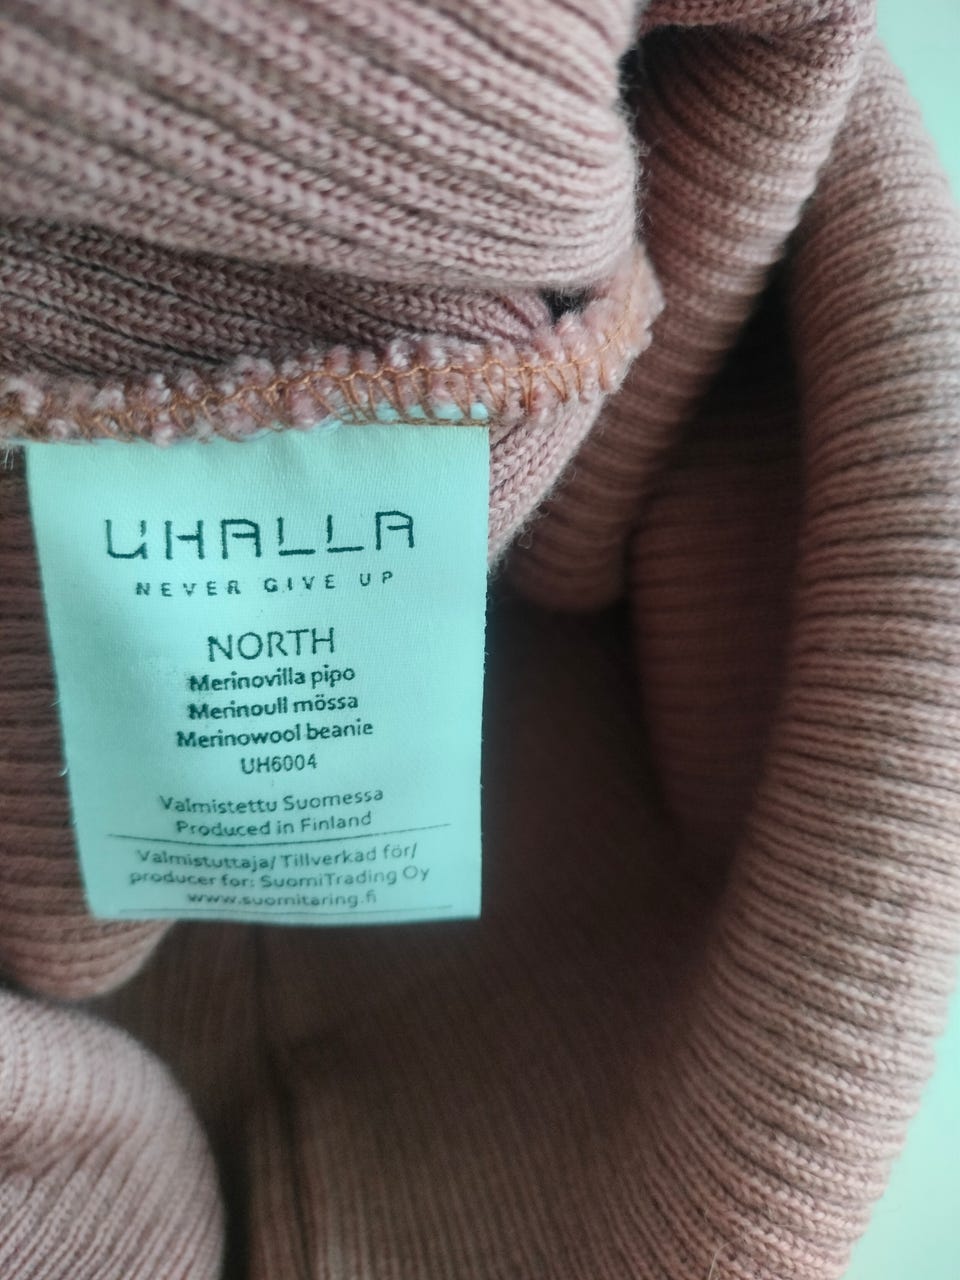 UHALLA
NEVER GIVE UP
NORTH
Merinovilla pipo
Merinoull mössa
Merinowool beanie
UH6004
Valmistettu Suomessa
Produced in Finland
Valmistuttaja/ Tillverkad för/
producer for: SuomiTrading Oy
www.suomitaring.fi